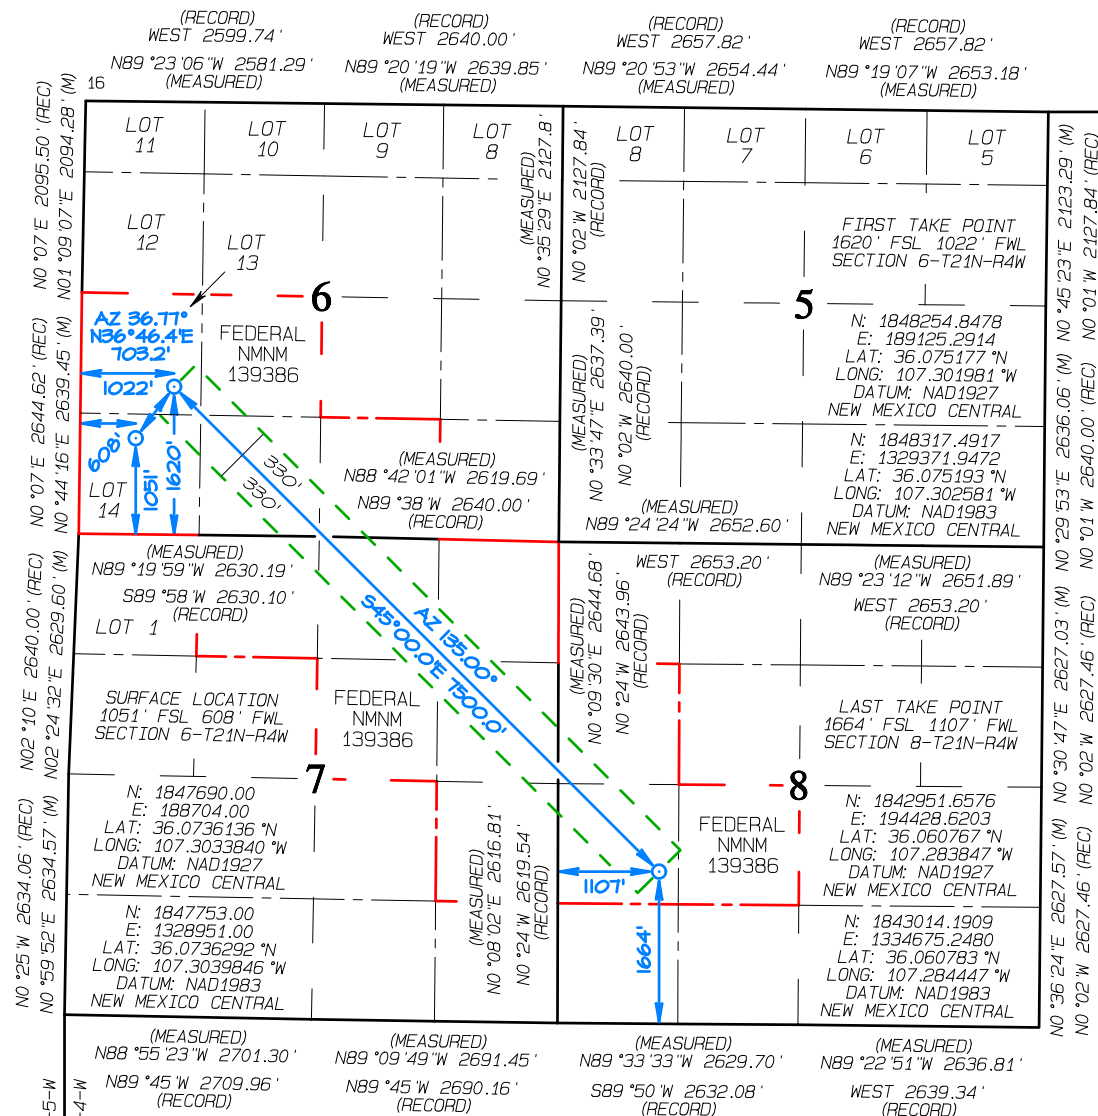 (RECORD)
WEST 2599.74'
N89°23'06"W 2581.29'
(MEASURED)
(RECORD)
WEST 2640.00'
N89°20'19"W 2639.85'
(MEASURED)
(RECORD)
WEST 2657.82'
N89°20'53"W 2654.44'
(MEASURED)
(RECORD)
WEST 2657.82'
N89°19'07"W 2653.18'
(MEASURED)
16
N0°07'E 2095.50' (REC)
N01°09'07"E 2094.28' (M)
LOT
11
LOT
10
LOT
9
LOT
8
(MEASURED)
N0°35'29"E 2127.8'
N0°02'W 2127.84'
(RECORD)
LOT
8
LOT
7
LOT
6
LOT
5
N0°45'23"E 2123.29' (M)
N0°01'W 2127.84' (REC)
LOT
12
LOT
13
FIRST TAKE POINT
1620' FSL 1022' FWL
SECTION 6-T21N-R4W
6
5
N0°07'E 2644.62' (REC)
N0°44'16"E 2639.45' (M)
AZ 36.77°
N36°46.4'E
703.2'
1022'
608'
1051'
1620'
LOT
14
FEDERAL
NMNM
139386
330'
330'
(MEASURED)
N88°42'01"W 2619.69'
N89°38'W 2640.00'
(RECORD)
(MEASURED)
N0°33'47"E 2637.39'
N0°02'W 2640.00'
(RECORD)
(MEASURED)
N89°24'24"W 2652.60'
N: 1848254.8478
E: 189125.2914
LAT: 36.075177°N
LONG: 107.301981°W
DATUM: NAD1927
NEW MEXICO CENTRAL
N: 1848317.4917
E: 1329371.9472
LAT: 36.075193°N
LONG: 107.302581°W
DATUM: NAD1983
NEW MEXICO CENTRAL
N0°29'53"E 2636.96' (M)
N0°01'W 2640.00' (REC)
(MEASURED)
N89°19'59"W 2630.19'
S89°58'W 2630.10'
(RECORD)
WEST 2653.20'
(RECORD)
(MEASURED)
N89°23'12"W 2651.89'
WEST 2653.20'
(RECORD)
N02°10'E 2640.00' (REC)
N02°24'32"E 2629.60' (M)
LOT 1
AZ 135.00°
S45°00.0'E 7500.0'
(MEASURED)
N0°09'30"E 2644.68'
N0°24'W 2643.96'
(RECORD)
SURFACE LOCATION
1051' FSL 608' FWL
SECTION 6-T21N-R4W
FEDERAL
NMNM
139386
LAST TAKE POINT
1664' FSL 1107' FWL
SECTION 8-T21N-R4W
N0°30'47"E 2627.03' (M)
N0°02'W 2627.46' (REC)
7
8
N0°25'W 2634.06' (REC)
N0°59'52"E 2634.57' (M)
N: 1847690.00
E: 188704.00
LAT: 36.0736136°N
LONG: 107.3033840°W
DATUM: NAD1927
NEW MEXICO CENTRAL
N: 1847753.00
E: 1328951.00
LAT: 36.0736292°N
LONG: 107.3039846°W
DATUM: NAD1983
NEW MEXICO CENTRAL
(MEASURED)
N0°08'02"E 2616.81
N0°24'W 2619.54'
(RECORD)
1107'
1664'
FEDERAL
NMNM
139386
N: 1842951.6576
E: 194428.6203
LAT: 36.060767°N
LONG: 107.283847°W
DATUM: NAD1927
NEW MEXICO CENTRAL
N: 1843014.1909
E: 1334675.2480
LAT: 36.060783°N
LONG: 107.284447°W
DATUM: NAD1983
NEW MEXICO CENTRAL
N0°36'24"E 2627.57' (M)
N0°02'W 2627.46' (REC)
(MEASURED)
N88°55'23"W 2701.30'
N89°45'W 2709.96'
(RECORD)
(MEASURED)
N89°09'49"W 2691.45'
N89°45'W 2690.16'
(RECORD)
(MEASURED)
N89°33'33"W 2629.70'
S89°50'W 2632.08'
(RECORD)
(MEASURED)
N89°22'51"W 2636.81'
WEST 2639.34'
(RECORD)
-5-W
-4-W